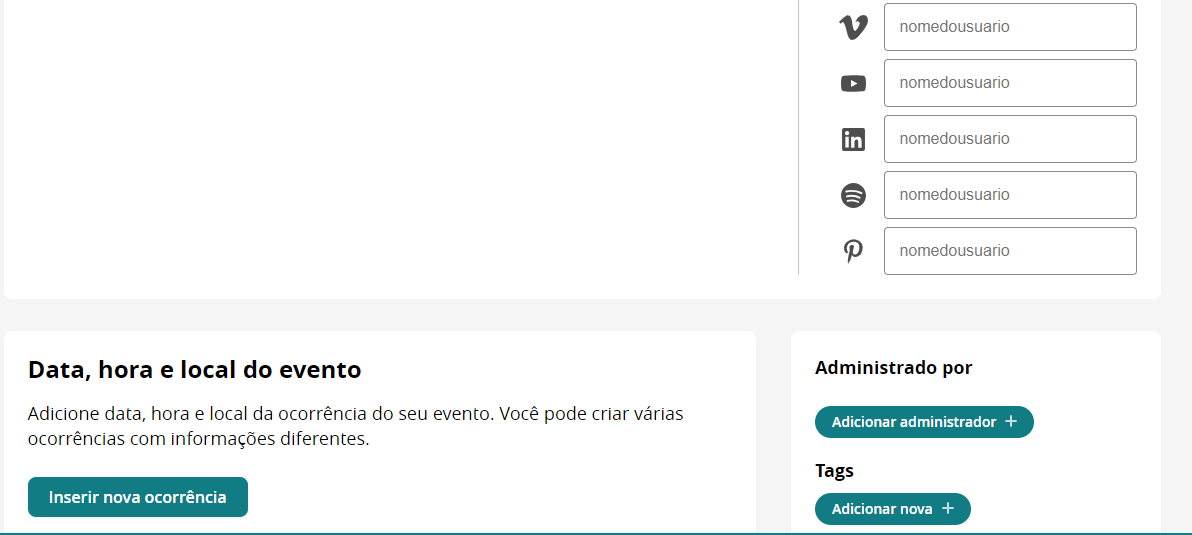 nomedousuario
nomedousuario
in nomedousuario
nomedousuario
nomedousuario
Data, hora e local do evento
Adicione data, hora e local da ocorrência do seu evento. Você pode criar várias
ocorrências com informações diferentes.
Inserir nova ocorrência
Administrado por
Adicionar administrador +
Tags
Adicionar nova +